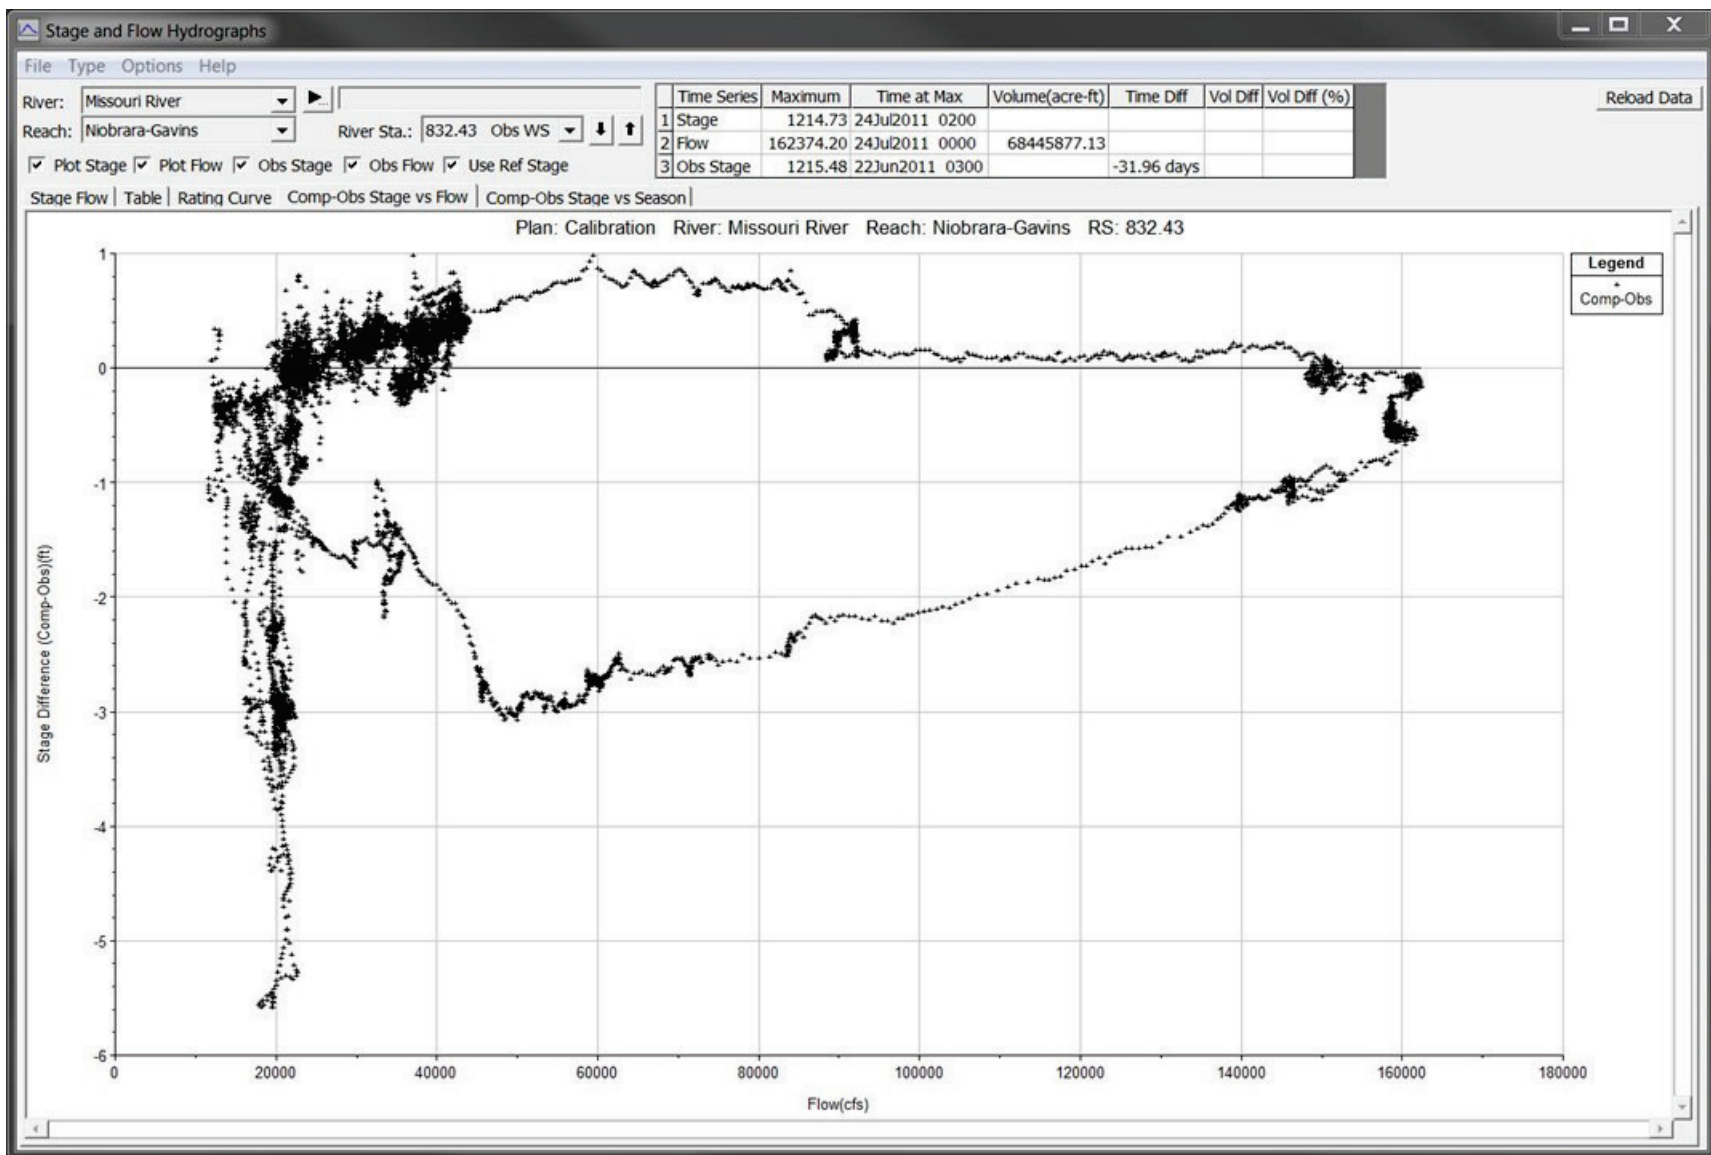 Stage and Flow Hydrographs
File Type Options Help
River: Missouri River
Reach: Niobrara-Gavins River Sta.: 832.43 Obs WS
Plot Stage Plot Flow Obs Stage Obs Flow Use Ref Stage
Time Series Maximum Time at Max Volume(acre-ft) Time Diff Vol Diff Vol Diff (%)
1 Stage 1214.73 24Jul2011 0200
2 Flow 162374.20 24Jul2011 0000 68445877.13
3 Obs Stage 1215.48 22Jun2011 0300 -31.96 days
Reload Data
Stage Flow Table Rating Curve Comp-Obs Stage vs Flow Comp-Obs Stage vs Season
Plan: Calibration River: Missouri River Reach: Niobrara-Gavins RS: 832.43
Legend
Comp-Obs
Stage Difference (Comp-Obs)(ft)
1
0
-1
-2
-3
-4
-5
-6
0 20000 40000 60000 80000 100000 120000 140000 160000 180000
Flow(cfs)